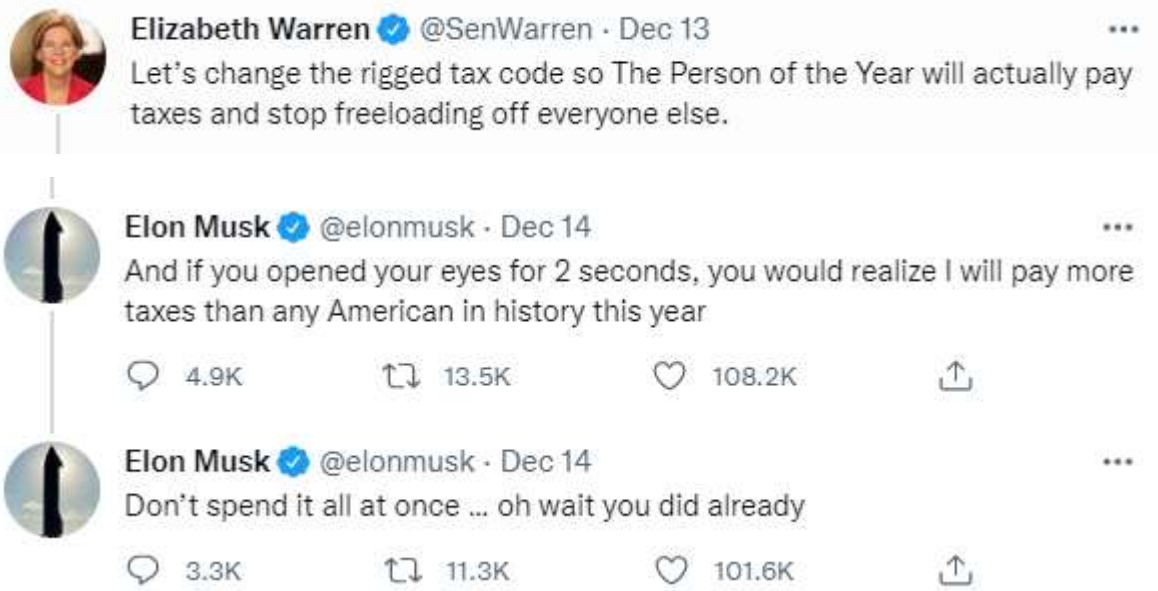 Elizabeth Warren @SenWarren · Dec 13
Let’s change the rigged tax code so The Person of the Year will actually pay
taxes and stop freeloading off everyone else.
Elon Musk @elonmusk · Dec 14
And if you opened your eyes for 2 seconds, you would realize I will pay more
taxes than any American in history this year
4.9K 13.5K 108.2K
Elon Musk @elonmusk · Dec 14
Don’t spend it all at once ... oh wait you did already
3.3K 11.3K 101.6K